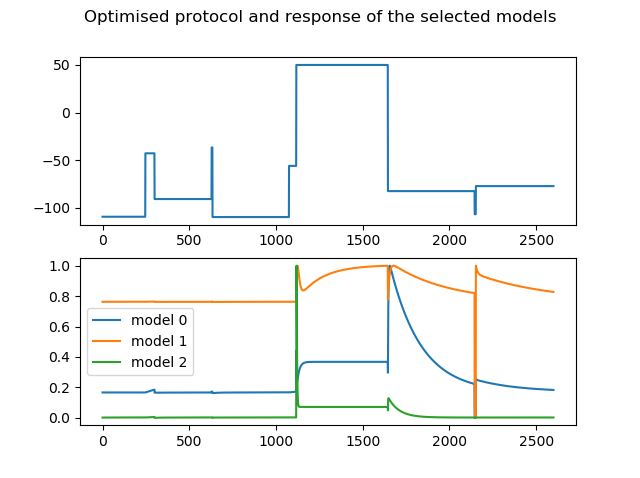 Optimised protocol and response of the selected models
50
0
−50
−100
0 500 1000 1500 2000 2500
1.0
0.8
0.6
0.4
0.2
0.0
model 0
model 1
model 2
0 500 1000 1500 2000 2500